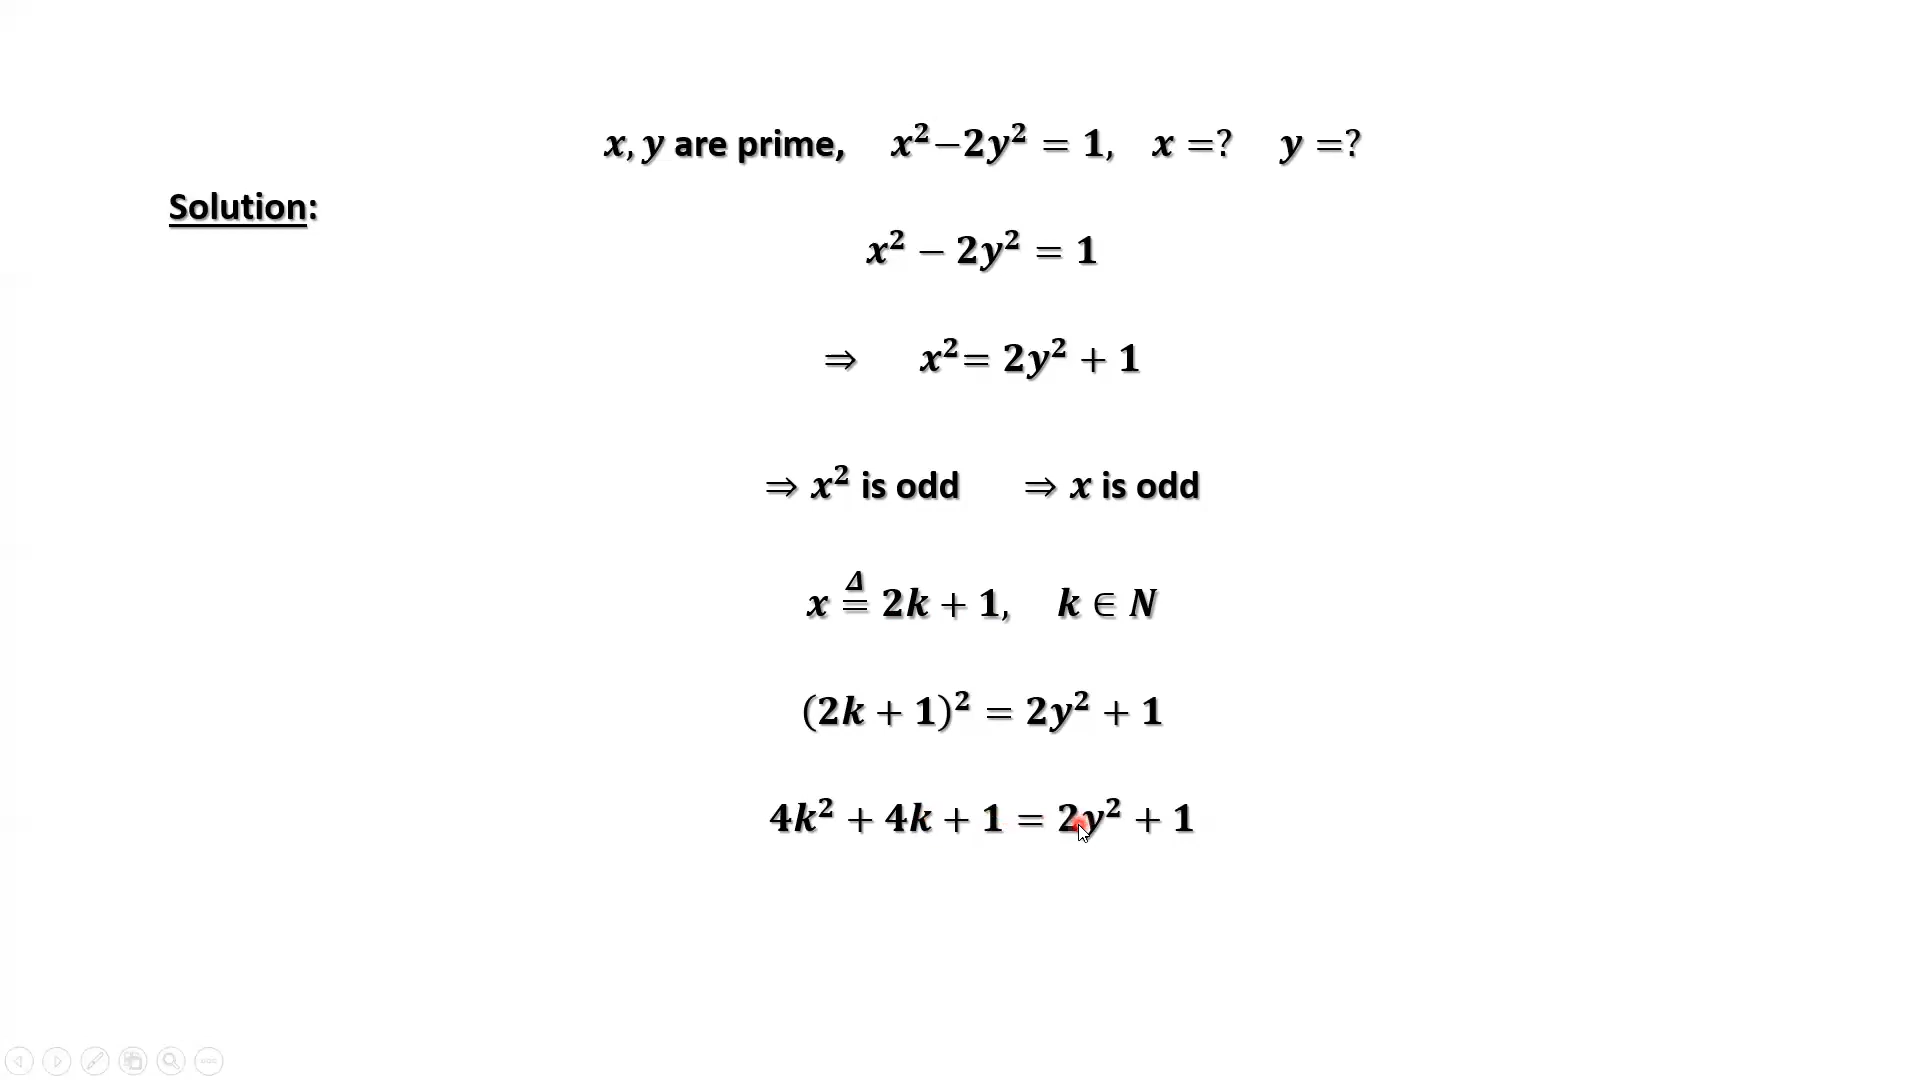 x, y are prime, x²−2y² = 1, x =? y =?
Solution:
x² − 2y² = 1
⇒ x²= 2y² + 1
⇒ x² is odd ⇒ x is odd
x ≜ 2k + 1, k ∈ N
(2k + 1)² = 2y² + 1
4k² + 4k + 1 = 2y² + 1